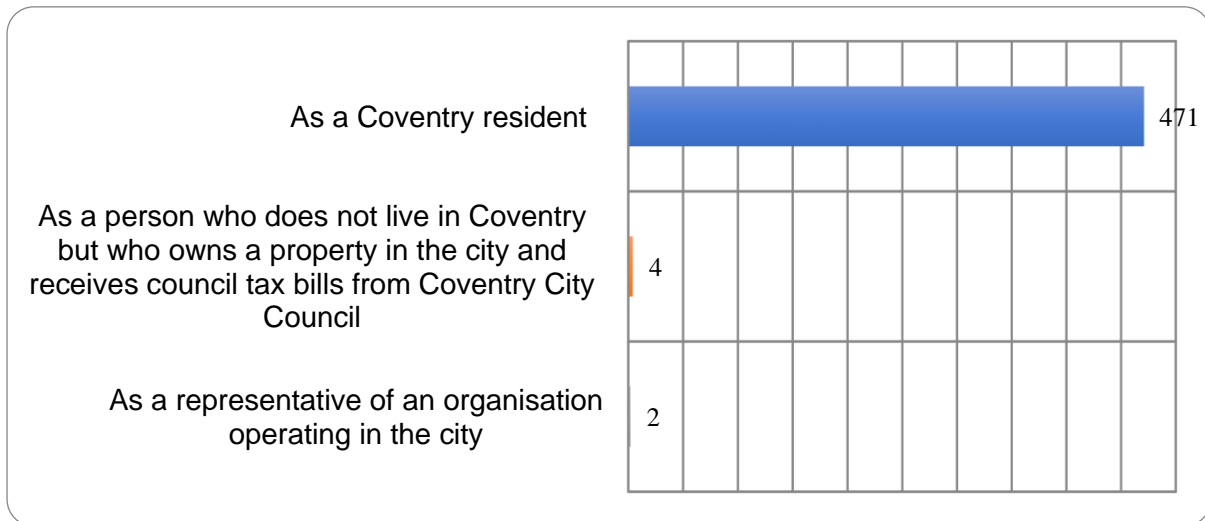 As a Coventry resident
471
As a person who does not live in Coventry
but who owns a property in the city and
receives council tax bills from Coventry City
Council
4
As a representative of an organisation
operating in the city
2